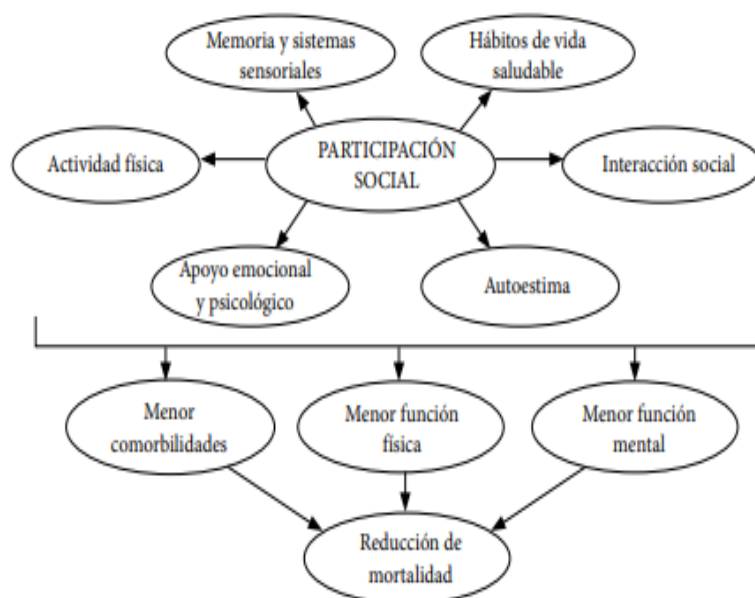 Memoria y sistemas
sensoriales
Hábitos de vida
saludable
Actividad física
PARTICIPACIÓN
SOCIAL
Interacción social
Apoyo emocional
y psicológico
Autoestima
Menor
comorbilidades
Menor función
física
Menor función
mental
Reducción de
mortalidad